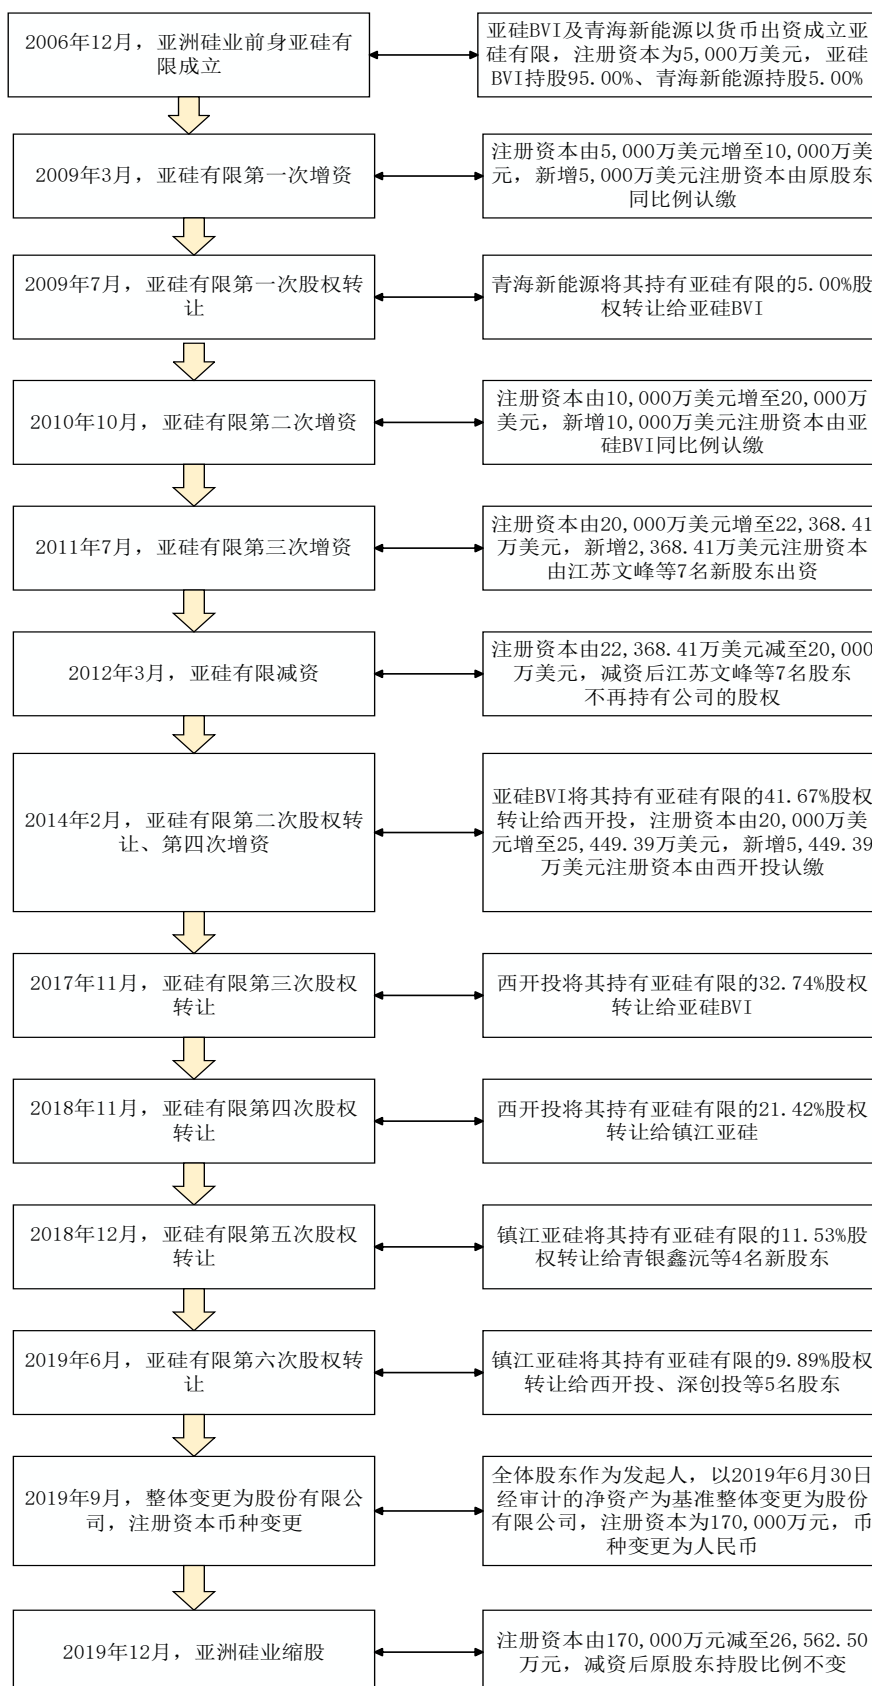 2006年12月，亚洲硅业前身亚硅有
限成立
亚硅BVI及青海新能源以货币出资成立亚
硅有限，注册资本为5,000万美元，亚硅
BVI持股95.00%、青海新能源持股5.00%
2009年3月，亚硅有限第一次增资
注册资本由5,000万美元增至10,000万美
元，新增5,000万美元注册资本由原股东
同比例认缴
2009年7月，亚硅有限第一次股权转
让
青海新能源将其持有亚硅有限的5.00%股
权转让给亚硅BVI
2010年10月，亚硅有限第二次增资
注册资本由10,000万美元增至20,000万
美元，新增10,000万美元注册资本由亚
硅BVI同比例认缴
2011年7月，亚硅有限第三次增资
注册资本由20,000万美元增至22,368.41
万美元，新增2,368.41万美元注册资本
由江苏文峰等7名新股东出资
2012年3月，亚硅有限减资
注册资本由22,368.41万美元减至20,000
万美元，减资后江苏文峰等7名股东
不再持有公司的股权
2014年2月，亚硅有限第二次股权转
让、第四次增资
亚硅BVI将其持有亚硅有限的41.67%股权
转让给西开投，注册资本由20,000万美
元增至25,449.39万美元，新增5,449.39
万美元注册资本由西开投认缴
2017年11月，亚硅有限第三次股权
转让
西开投将其持有亚硅有限的32.74%股权
转让给亚硅BVI
2018年11月，亚硅有限第四次股权
转让
西开投将其持有亚硅有限的21.42%股权
转让给镇江亚硅
2018年12月，亚硅有限第五次股权
转让
镇江亚硅将其持有亚硅有限的11.53%股
权转让给青银鑫沅等4名新股东
2019年6月，亚硅有限第六次股权转
让
镇江亚硅将其持有亚硅有限的9.89%股权
转让给西开投、深创投等5名股东
2019年9月，整体变更为股份有限公
司，注册资本币种变更
全体股东作为发起人，以2019年6月30日
经审计的净资产为基准整体变更为股份
有限公司，注册资本为170,000万元，币
种变更为人民币
2019年12月，亚洲硅业缩股
注册资本由170,000万元减至26,562.50
万元，减资后原股东持股比例不变